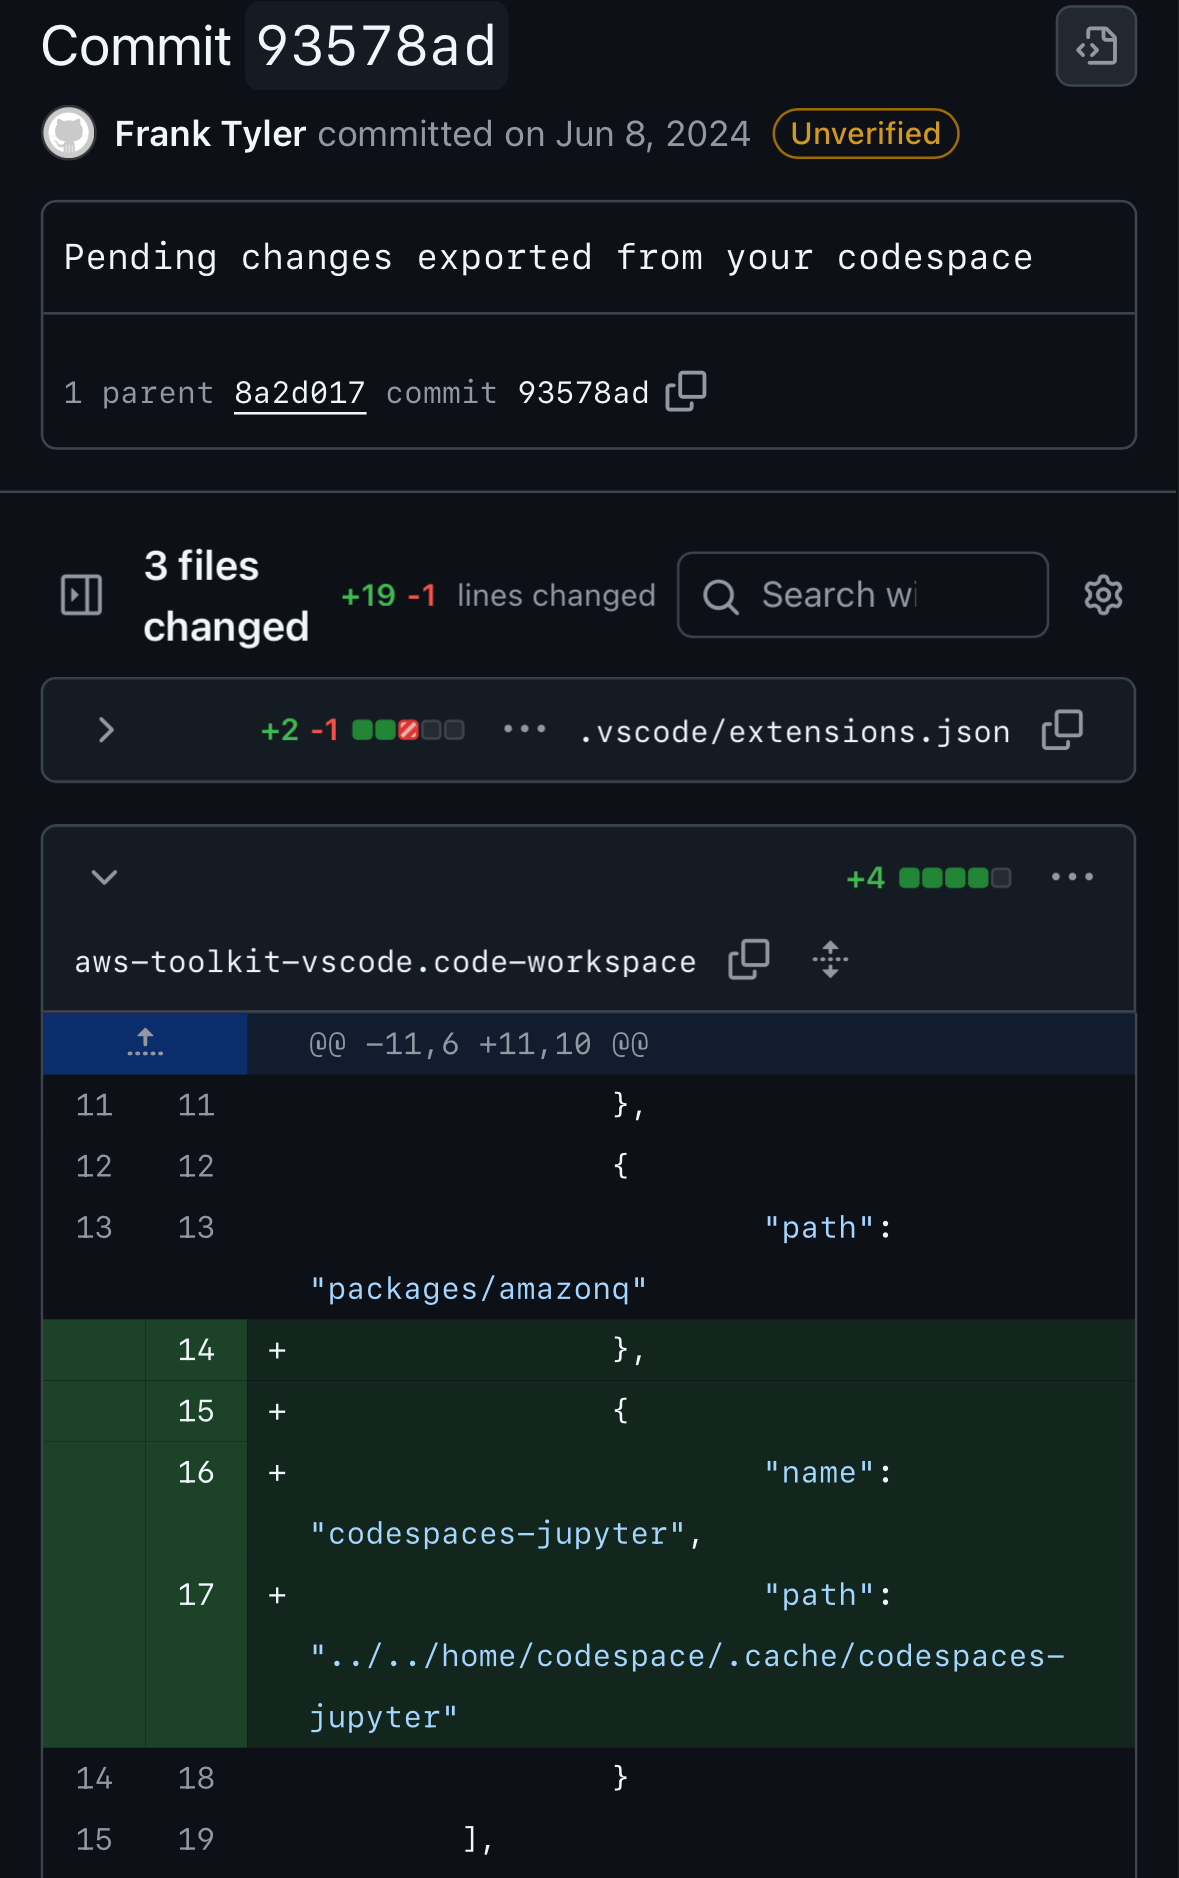 Commit 93578ad
Frank Tyler committed on Jun 8, 2024 Unverified
Pending changes exported from your codespace
1 parent 8a2d017 commit 93578ad
3 files
changed
+19 -1 lines changed
Search wi
+2 -1 ... .vscode/extensions.json
+4 ...
aws-toolkit-vscode.code-workspace
@@ -11,6 +11,10 @@
11 11 },
12 12 {
13 13 "path":
"packages/amazonq"
14 + },
15 + {
16 + "name":
"codespaces-jupyter",
17 + "path":
"../../home/codespace/.cache/codespaces-
jupyter"
14 18 }
15 19 ],